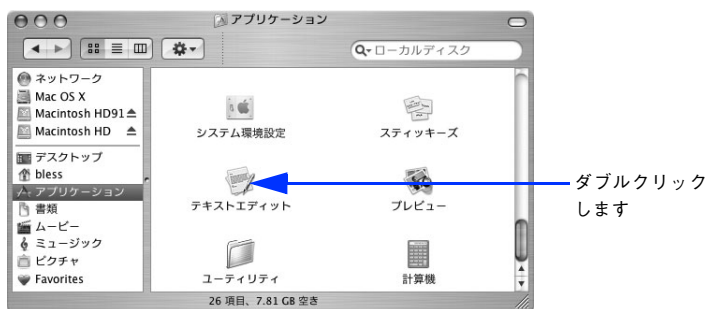 アプリケーション
ローカルディスク
ネットワーク
Mac OS X
Macintosh HD91
Macintosh HD
デスクトップ
bless
アプリケーション
書類
ムービー
ミュージック
ピクチャ
Favorites
システム環境設定
スティッキーズ
テキストエディット
プレビュー
ユーティリティ
計算機
26 項目、7.81 GB 空き
ダブルクリック
します